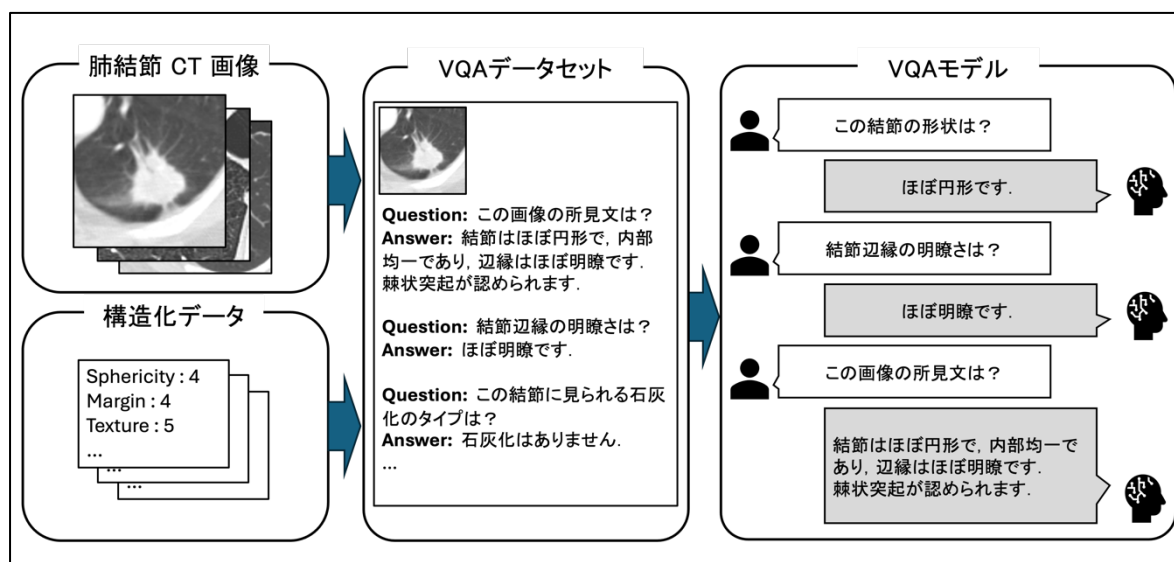 肺結節 CT 画像
構造化データ
Sphericity : 4
Margin : 4
Texture : 5
...
...
...
VQAデータセット
Question: この画像の所見文は？
Answer: 結節はほぼ円形で, 内部
均一であり, 辺縁はほぼ明瞭です.
棘状突起が認められます.
Question: 結節辺縁の明瞭さは？
Answer: ほぼ明瞭です.
Question: この結節に見られる石灰
化のタイプは？
Answer: 石灰化はありません.
...
VQAモデル
この結節の形状は？
ほぼ円形です.
結節辺縁の明瞭さは？
ほぼ明瞭です.
この画像の所見文は？
結節はほぼ円形で, 内部均一で
あり, 辺縁はほぼ明瞭です.
棘状突起が認められます.